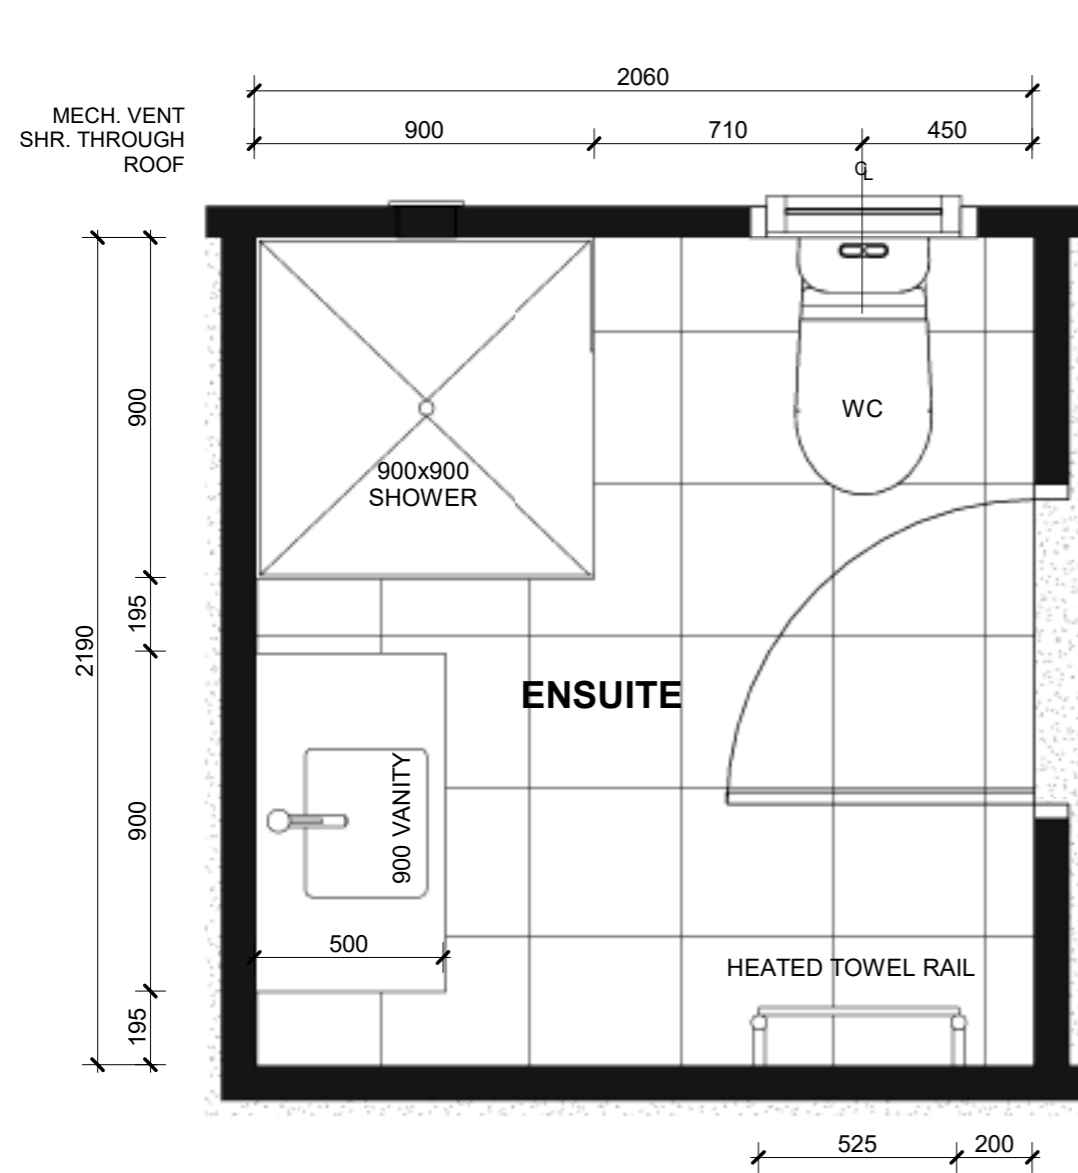 2060
MECH. VENT
SHR. THROUGH
ROOF
900
710
450
CL
900
900x900
SHOWER
WC
195
2190
ENSUITE
900
900 VANITY
500
HEATED TOWEL RAIL
195
525
200